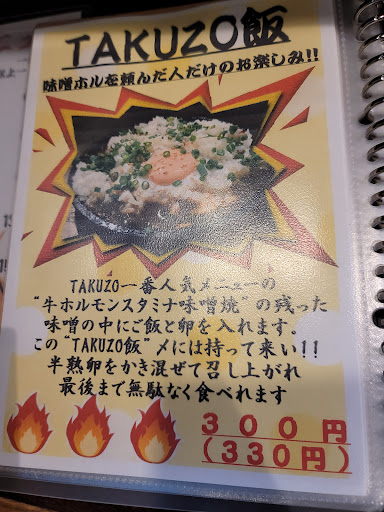 TAKUZO飯
味噌ホルを頼んだ人だけのお楽しみ!!
TAKUZO一番人気メニューの
"牛ホルモンスタミナ味噌焼"の残った
味噌の中にご飯と卵を入れます。
この"TAKUZO飯"〆には持って来い!!
半熟卵をかき混ぜて召し上がれ
最後まで無駄なく食べれます
300円
(330円)